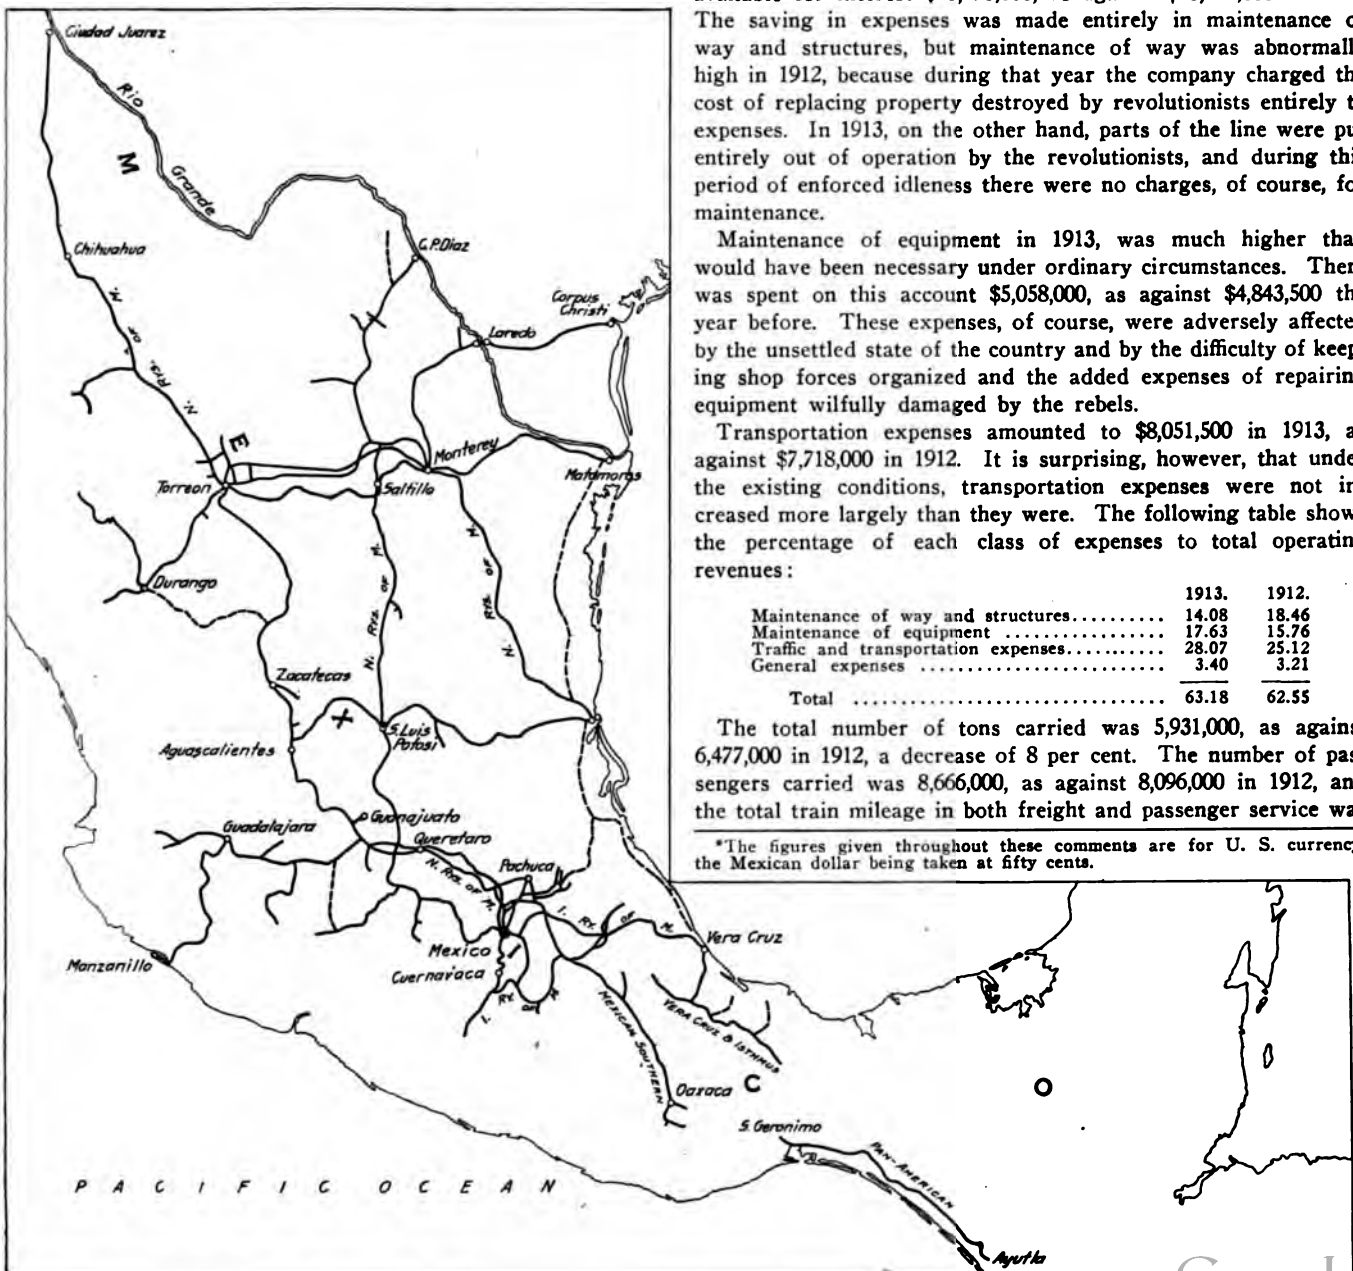 The saving in expenses was made entirely in maintenance
way and structures, but maintenance of way was abnormall
high in 1912, because during that year the company charged th
cost of replacing property destroyed by revolutionists entirely t
expenses. In 1913, on the other hand, parts of the line were pu
entirely out of operation by the revolutionists, and during thi
period of enforced idleness there were no charges, of course, fo
maintenance.
Maintenance of equipment in 1913, was much higher tha
would have been necessary under ordinary circumstances. Ther
was spent on this account $5,058,000, as against $4,843,500 th
year before. These expenses, of course, were adversely affecte
by the unsettled state of the country and by the difficulty of keep
ing shop forces organized and the added expenses of repairin
equipment wilfully damaged by the rebels.
Transportation expenses amounted to $8,051,500 in 1913, a
against $7,718,000 in 1912. It is surprising, however, that unde
the existing conditions, transportation expenses were not in
creased more largely than they were. The following table show
the percentage of each class of expenses to total operatin
revenues:
1913. 1912.
Maintenance of way and structures.......... 14.08 18.46
Maintenance of equipment .................. 17.63 15.76
Traffic and transportation expenses........... 28.07 25.12
General expenses ........................... 3.40 3.21
Total .................................. 63.18 62.55
The total number of tons carried was 5,931,000, as agains
6,477,000 in 1912, a decrease of 8 per cent. The number of pas
sengers carried was 8,666,000, as against 8,096,000 in 1912, an
the total train mileage in both freight and passenger service wa
*The figures given throughout these comments are for U. S. currency
the Mexican dollar being taken at fifty cents.
Ciudad Juarez
Rio Grande
M
Chihuahua
C.P. Diaz
Corpus
Christi
Laredo
N. Rys. of M.
E
Monterey
Matamoros
Torreon
Saltillo
N. Rys. of M.
N. Rys. of M.
Durango
Zacatecas
X
S. Luis
Potosi
Aguascalientes
Guanajuato
Guadalajara
Queretaro
N. Rys. of M.
Pachuca
I. Ry. of M.
Vera Cruz
Mexico
I
Manzanillo
Cuernavaca
I. Ry. of M.
MEXICAN SOUTHERN
VERA CRUZ & ISTHMUS
Oaxaca
C
O
S. Geronimo
PAN-AMERICAN
PACIFIC OCEAN
Ayutla